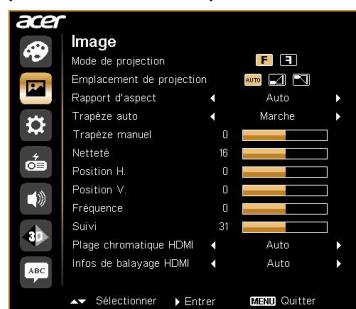 acer
Image
Mode de projection F F
Emplacement de projection AUTO
Rapport d'aspect Auto
Trapèze auto Marche
Trapèze manuel 0
Netteté 16
Position H. 0
Position V. 0
Fréquence 0
Suivi 31
Plage chromatique HDMI Auto
Infos de balayage HDMI Auto
3D
ABC
Sélectionner Entrer MENU Quitter